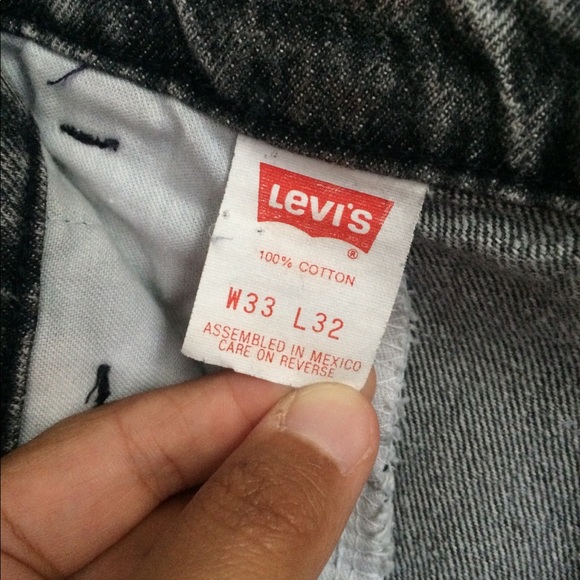 Levi's
®
100% COTTON
W33 L32
ASSEMBLED IN MEXICO
CARE ON REVERSE